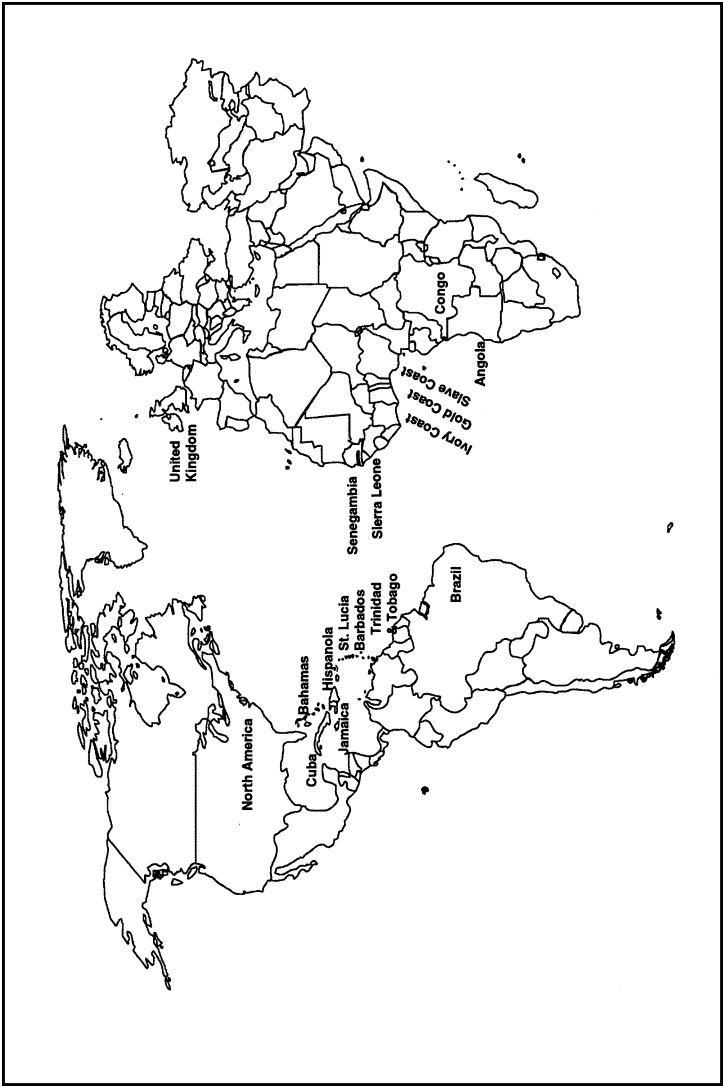 United
Kingdom
North America
Bahamas
Cuba
Hispanola
Jamaica
St. Lucia
Barbados
Trinidad
& Tobago
Brazil
Senegambia
Sierra Leone
Ivory Coast
Gold Coast
Slave Coast
Congo
Angola